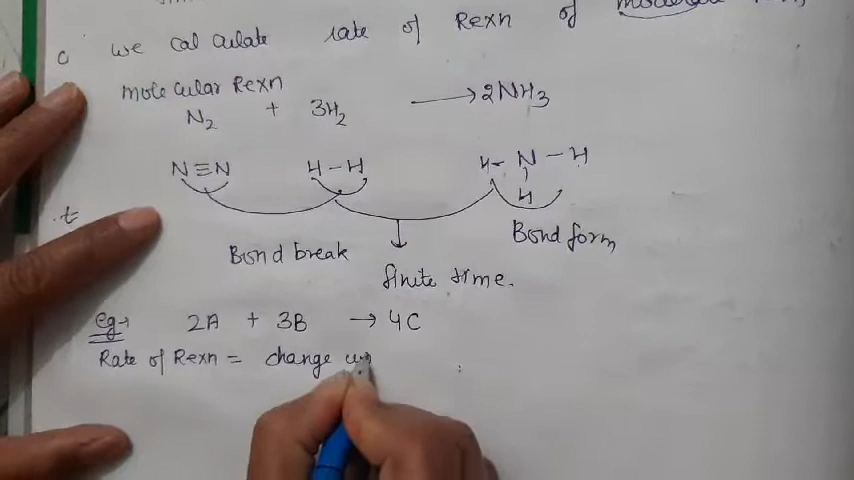 we calculate rate of Rexn of moderate
molecular Rexn
N2 + 3H2 → 2NH3
N≡N H-H H-N-H
H
Bond break Bond form
finite time.
eg→ 2A + 3B → 4C
Rate of Rexn = change